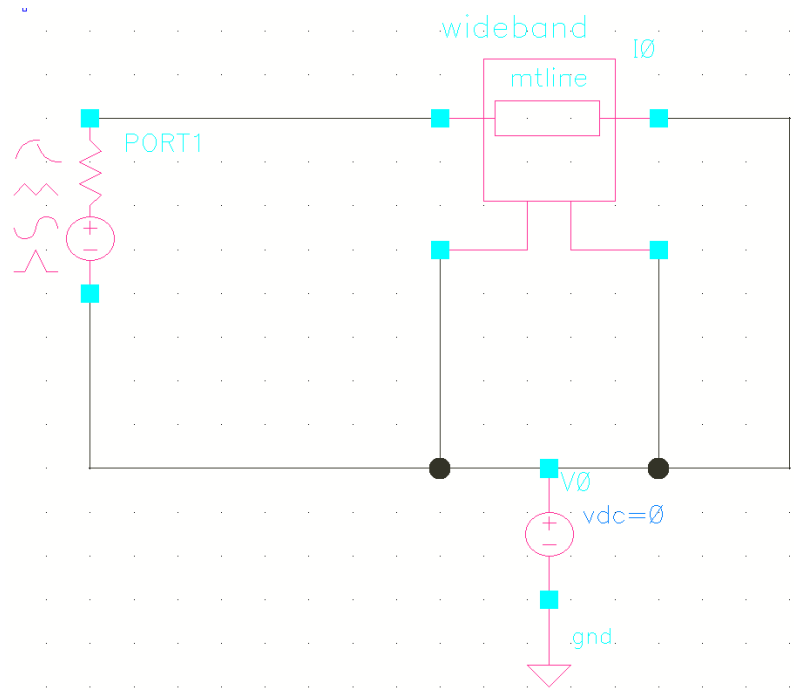 wideband
I0
mtline
PORT1
V0
vdc=0
gnd